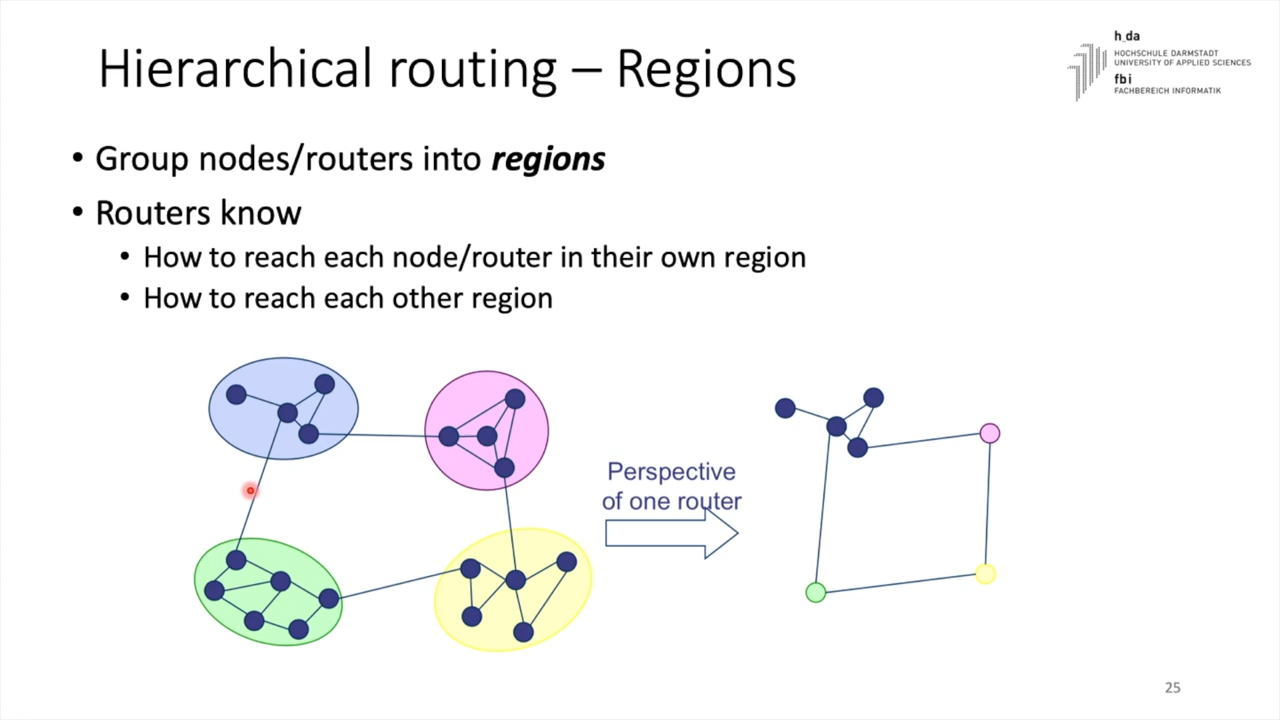 Hierarchical routing – Regions
h_da
HOCHSCHULE DARMSTADT
UNIVERSITY OF APPLIED SCIENCES
fbi
FACHBEREICH INFORMATIK
• Group nodes/routers into regions
• Routers know
• How to reach each node/router in their own region
• How to reach each other region
Perspective
of one router
25